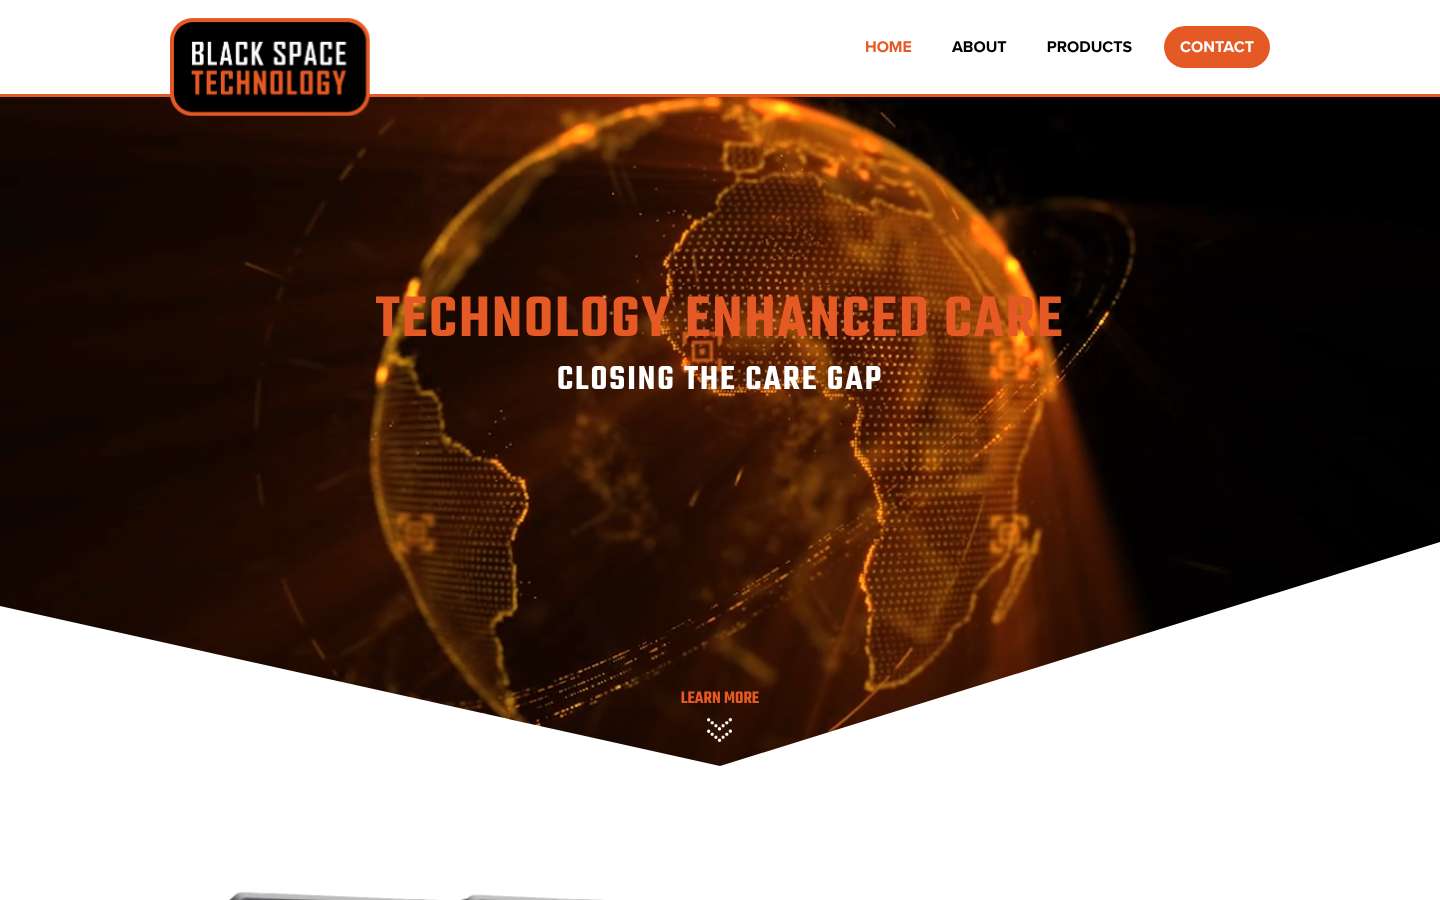 BLACK SPACE
TECHNOLOGY
HOME
ABOUT
PRODUCTS
CONTACT
TECHNOLOGY ENHANCED CARE
CLOSING THE CARE GAP
LEARN MORE